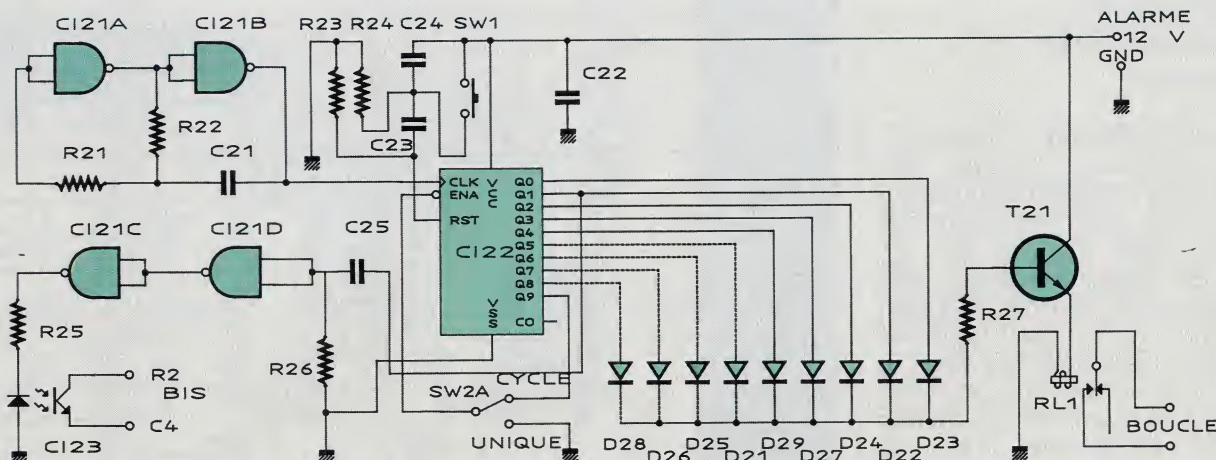 CI21A
CI21B
R23
R24
C24
SW1
ALARME
12 V
GND
C22
R22
R21
C21
C23
CLK
ENA
RST
VCC
CI22
VSS
Q0
Q1
Q2
Q3
Q4
Q5
Q6
Q7
Q8
Q9
CO
T21
CI21C
CI21D
C25
R25
R26
R27
R2
BIS
C4
CI23
CYCLE
SW2A
UNIQUE
RL1
BOUCLE
D28
D26
D25
D21
D29
D27
D24
D22
D23